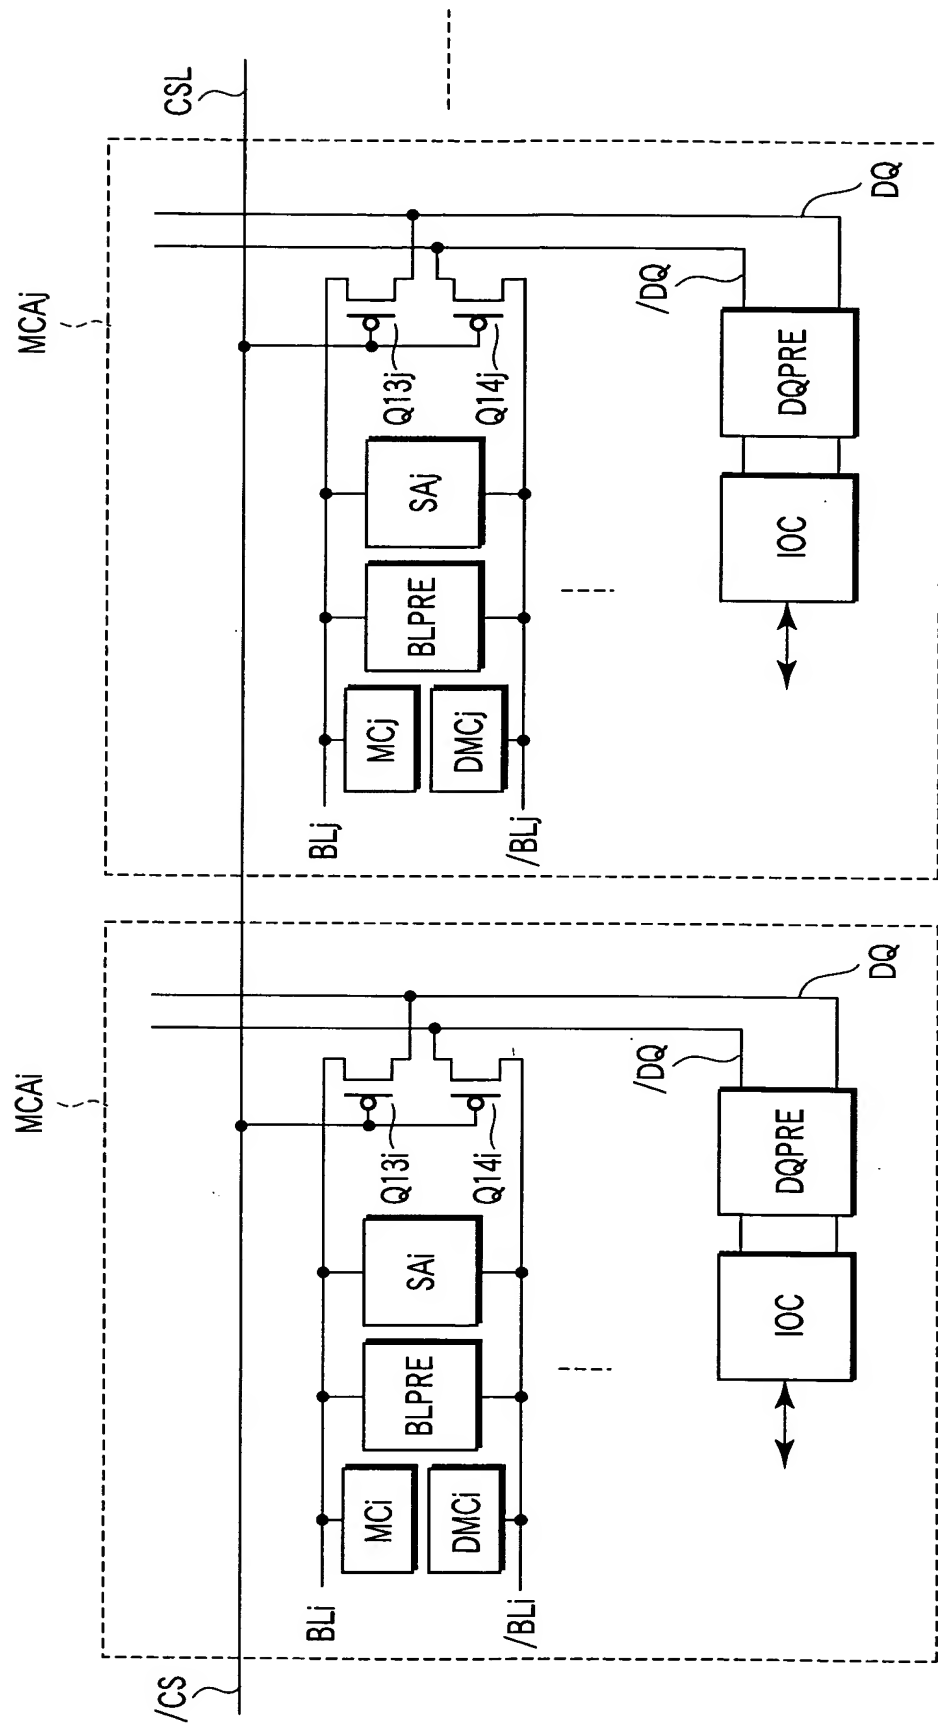 MCAi
MCAj
/CS
CSL
BLi
MCi
DMCi
/BLi
BLPRE
SAi
Q13i
Q14i
/DQ
DQ
IOC
DQPRE
BLj
MCj
DMCj
/BLj
BLPRE
SAj
Q13j
Q14j
/DQ
DQ
IOC
DQPRE